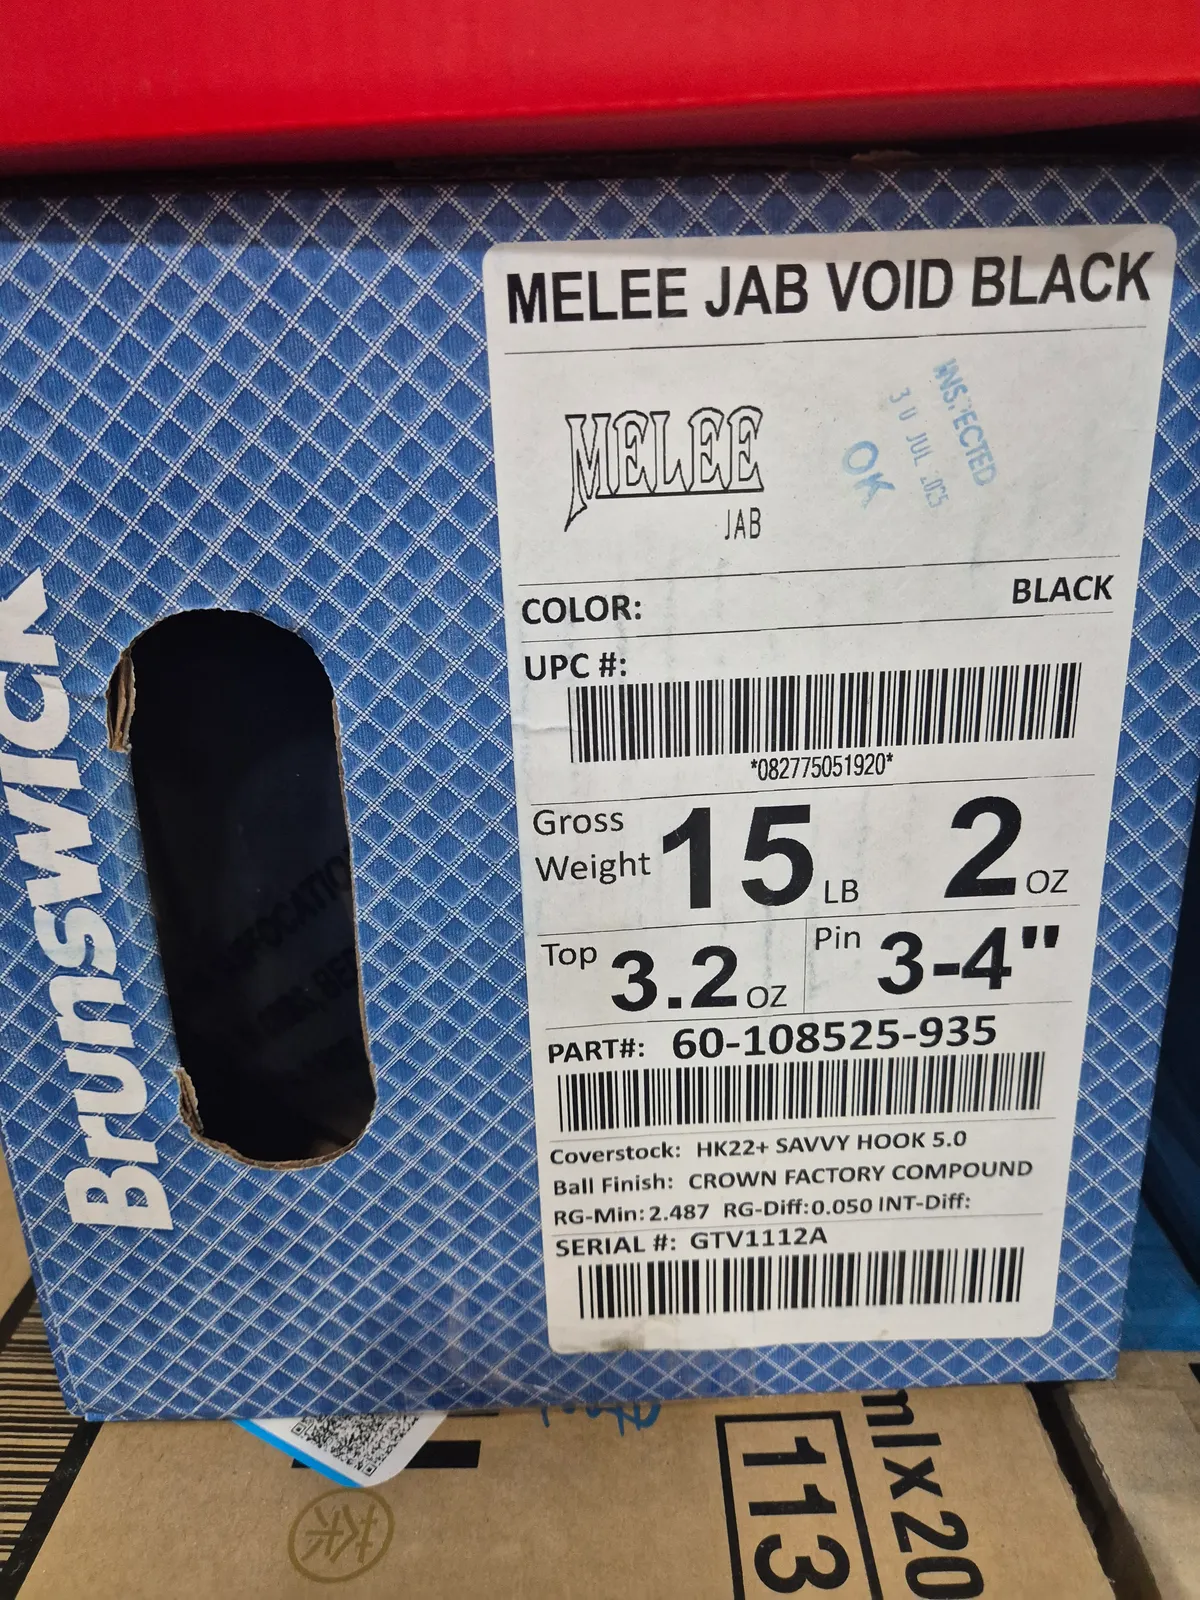 MELEE JAB VOID BLACK
MELEE
JAB
INSPECTED
30 JUL 2025
OK
COLOR: BLACK
UPC #:
*082775051920*
Gross Weight 15 LB 2 OZ
Top 3.2 OZ Pin 3-4"
PART#: 60-108525-935
Coverstock: HK22+ SAVVY HOOK 5.0
Ball Finish: CROWN FACTORY COMPOUND
RG-Min: 2.487 RG-Diff:0.050 INT-Diff:
SERIAL #: GTV1112A
Brunswick
mlx20
113